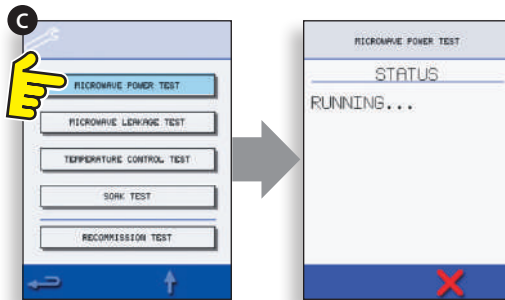 C
MICROWAVE POWER TEST
MICROWAVE LEAKAGE TEST
TEMPERATURE CONTROL TEST
SOAK TEST
RECOMMISSION TEST
MICROWAVE POWER TEST
STATUS
RUNNING...